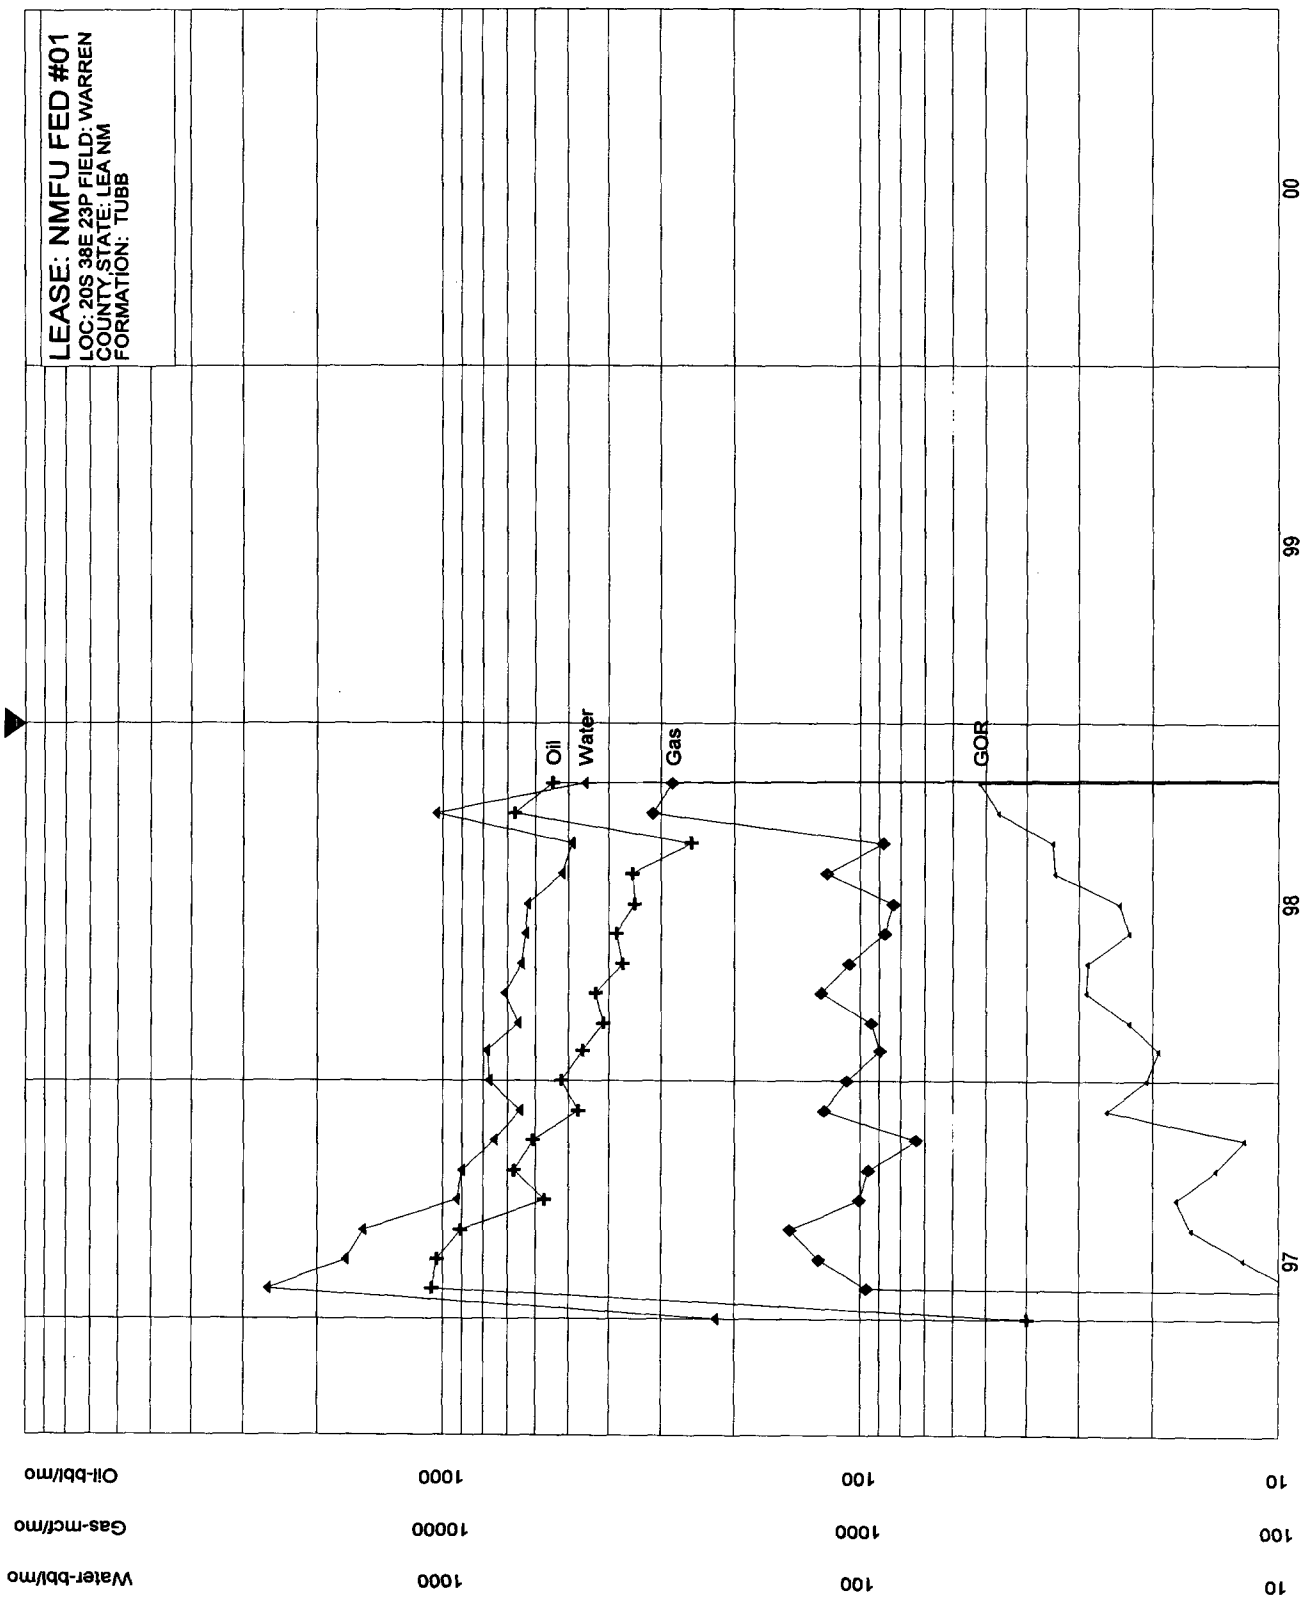 LEASE: NMFU FED #01
LOC: 20S 38E 23P FIELD: WARREN
COUNTY,STATE: LEA NM
FORMATION: TUBB
Oil
Water
Gas
GOR
97
98
99
00
Oil-bbl/mo
1000
100
10
Gas-mcf/mo
10000
1000
100
Water-bbl/mo
1000
100
10